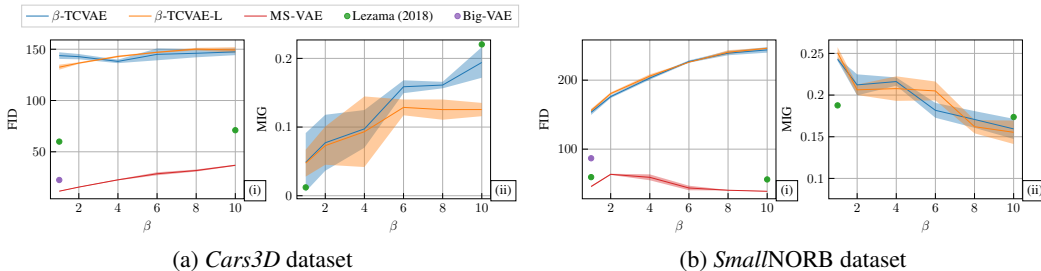 β-TCVAE β-TCVAE-L MS-VAE Lezama (2018) Big-VAE
150
100
50
FID
2 4 6 8 10
β
(i)
0.2
0.1
0
MIG
2 4 6 8 10
β
(ii)
200
100
FID
2 4 6 8 10
β
(i)
0.25
0.2
0.15
0.1
MIG
2 4 6 8 10
β
(ii)
(a) Cars3D dataset
(b) SmallNORB dataset